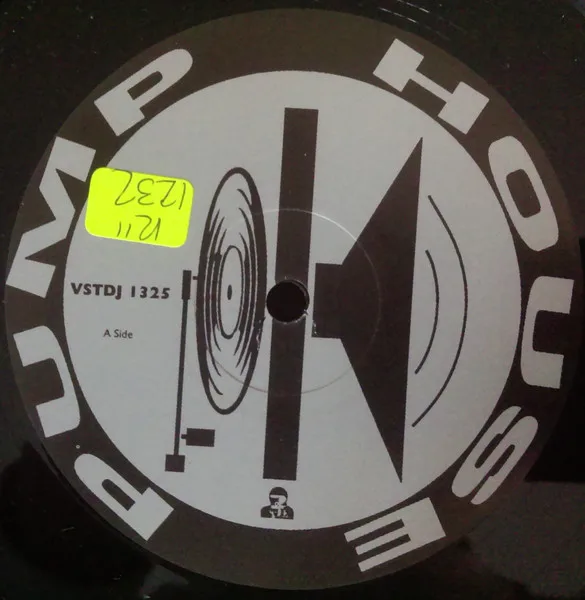 PUMP HOUSE
12"
1232
VSTDJ 1325
A Side